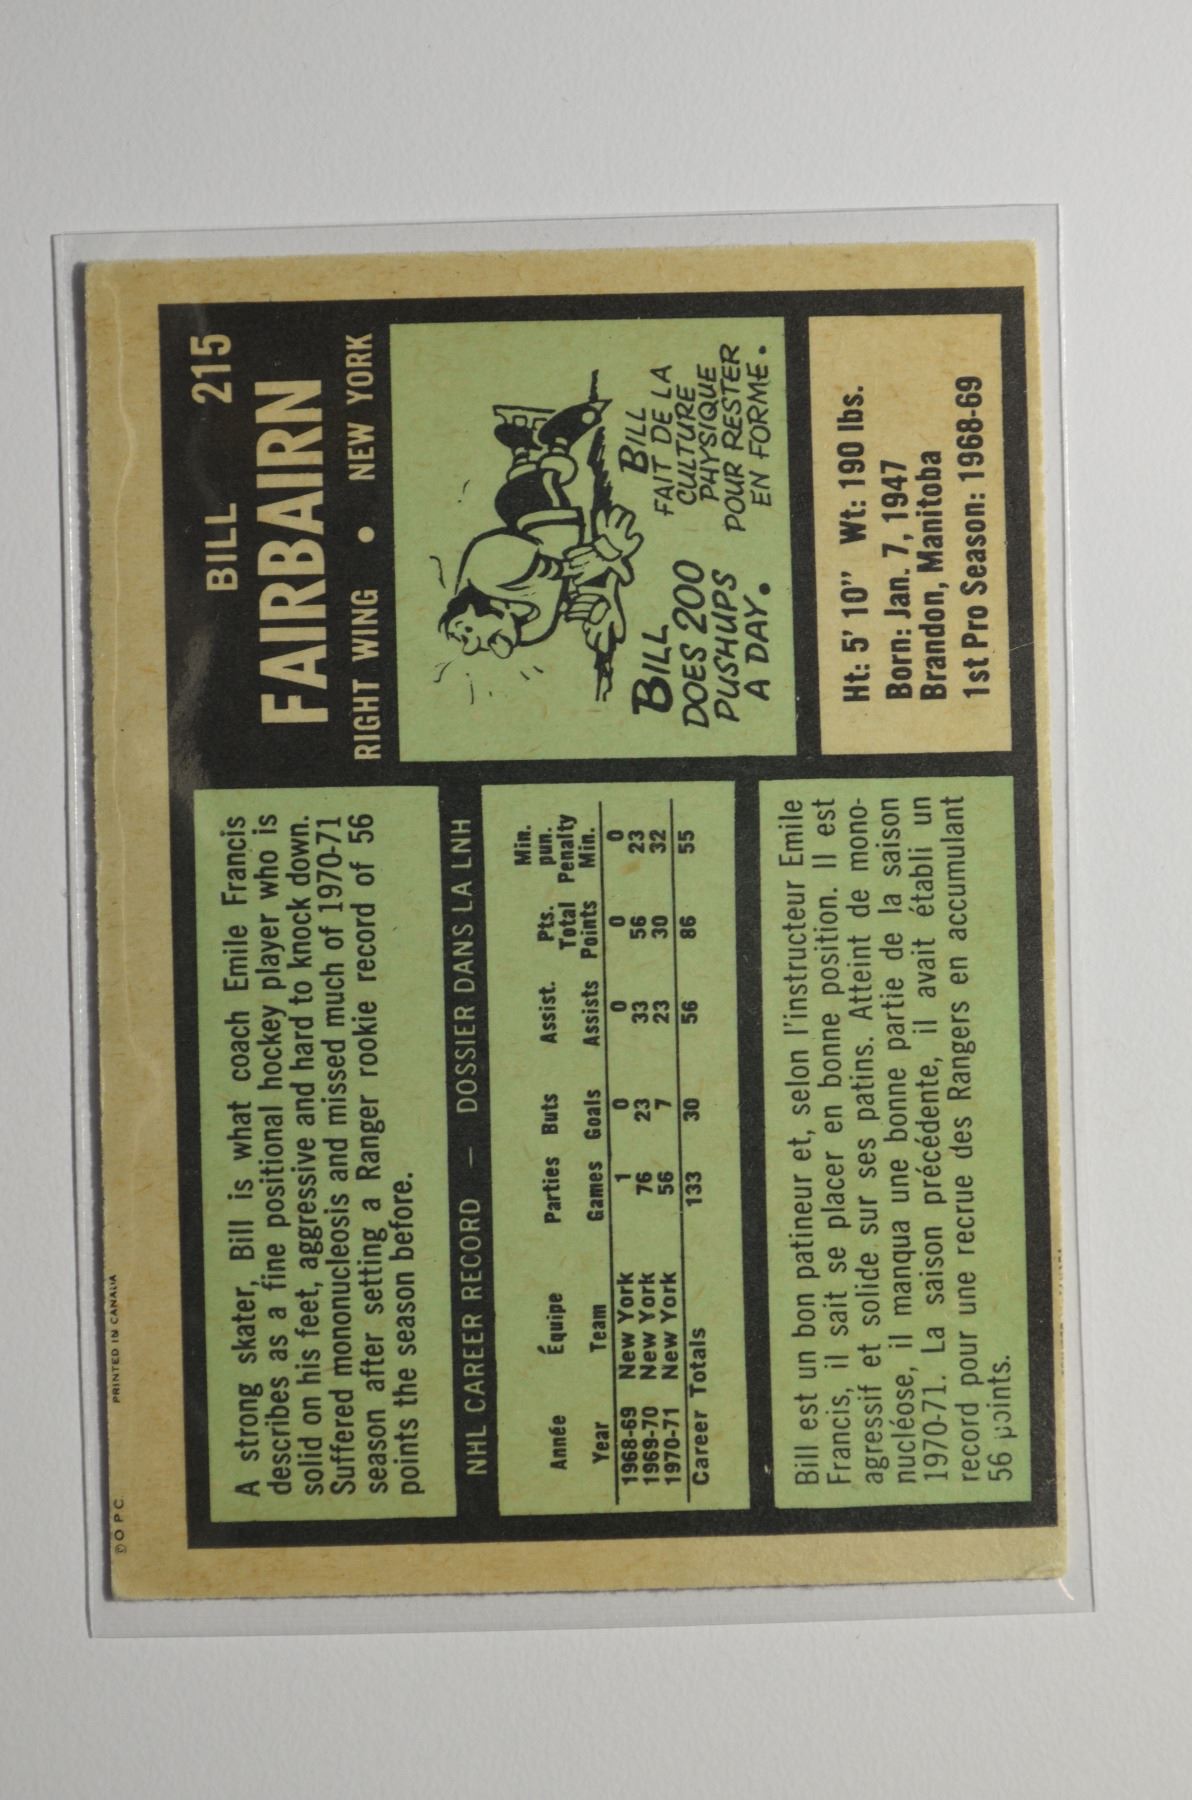 © O P C.
PRINTED IN CANADA
BILL 215
FAIRBAIRN
RIGHT WING • NEW YORK
A strong skater, Bill is what coach Emile Francis
describes as a fine positional hockey player who is
solid on his feet, aggressive and hard to knock down.
Suffered mononucleosis and missed much of 1970-71
season after setting a Ranger rookie record of 56
points the season before.
NHL CAREER RECORD — DOSSIER DANS LA LNH
Min.
Pts. pun.
Année Équipe Parties Buts Assist. Total Penalty
Year Team Games Goals Assists Points Min.
1968-69 New York 1 0 0 0 0
1969-70 New York 76 23 33 56 23
1970-71 New York 56 7 23 30 32
Career Totals 133 30 56 86 55
Bill est un bon patineur et, selon l'instructeur Emile
Francis, il sait se placer en bonne position. Il est
agressif et solide sur ses patins. Atteint de mono-
nucléose, il manqua une bonne partie de la saison
1970-71. La saison précédente, il avait établi un
record pour une recrue des Rangers en accumulant
56 points.
BILL
DOES 200
PUSHUPS
A DAY.
BILL
FAIT DE LA
CULTURE
PHYSIQUE
POUR RESTER
EN FORME.
Ht: 5' 10" Wt: 190 lbs.
Born: Jan. 7, 1947
Brandon, Manitoba
1st Pro Season: 1968-69